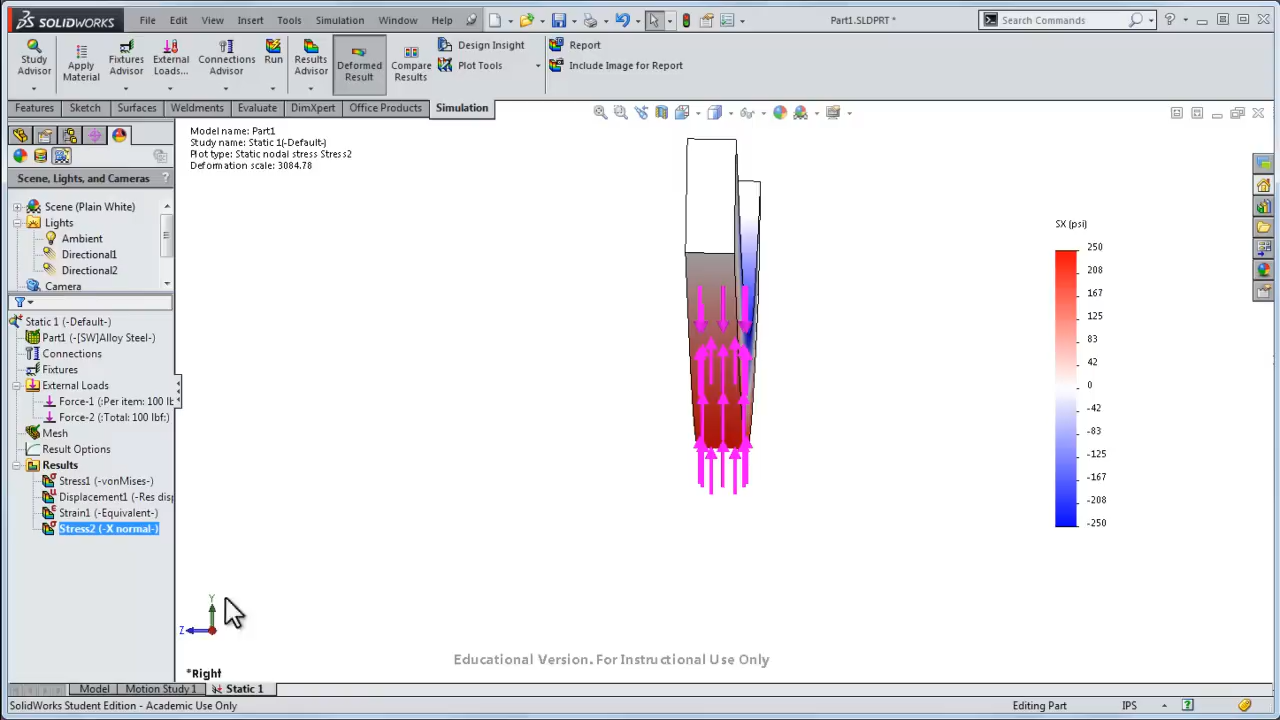 SOLIDWORKS
File Edit View Insert Tools Simulation Window Help
Part1.SLDPRT *
Search Commands
Study Advisor
Apply Material
Fixtures Advisor
External Loads...
Connections Advisor
Run
Results Advisor
Deformed Result
Compare Results
Design Insight
Plot Tools
Report
Include Image for Report
Features Sketch Surfaces Weldments Evaluate DimXpert Office Products Simulation
Model name: Part1
Study name: Static 1(-Default-)
Plot type: Static nodal stress Stress2
Deformation scale: 3084.78
Scene, Lights, and Cameras ?
Scene (Plain White)
Lights
Ambient
Directional1
Directional2
Camera
Static 1 (-Default-)
Part1 (-[SW]Alloy Steel-)
Connections
Fixtures
External Loads
Force-1 (:Per item: 100 lb
Force-2 (:Total: 100 lbf:)
Mesh
Result Options
Results
Stress1 (-vonMises-)
Displacement1 (-Res disp
Strain1 (-Equivalent-)
Stress2 (-X normal-)
SX (psi)
250
208
167
125
83
42
0
-42
-83
-125
-167
-208
-250
Y
Z
*Right
Educational Version. For Instructional Use Only
Model Motion Study 1 Static 1
SolidWorks Student Edition - Academic Use Only
Editing Part
IPS